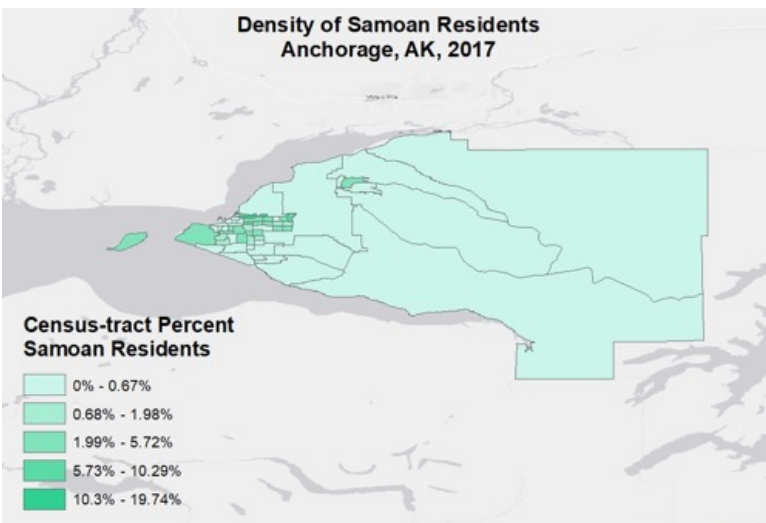 Density of Samoan Residents
Anchorage, AK, 2017
Census-tract Percent
Samoan Residents
0% - 0.67%
0.68% - 1.98%
1.99% - 5.72%
5.73% - 10.29%
10.3% - 19.74%